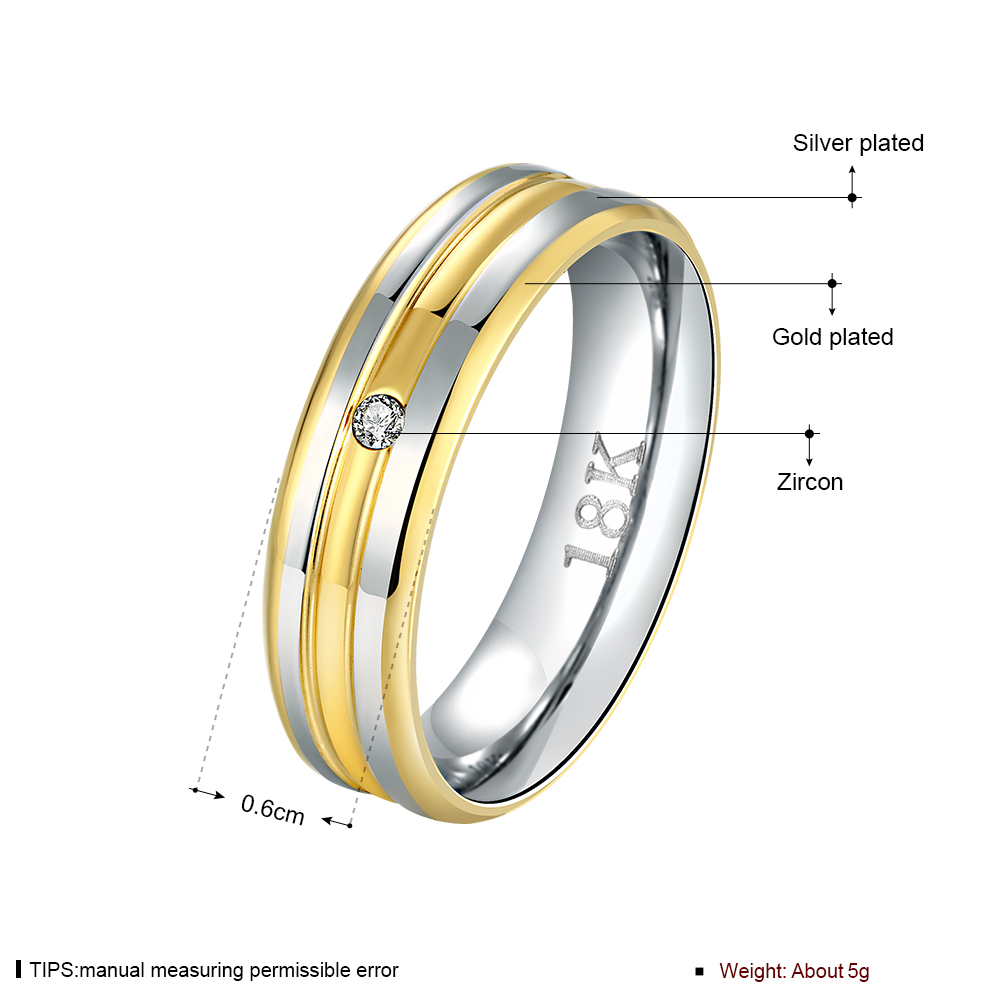 Silver plated
Gold plated
Zircon
18K
0.6cm
TIPS:manual measuring permissible error
Weight: About 5g